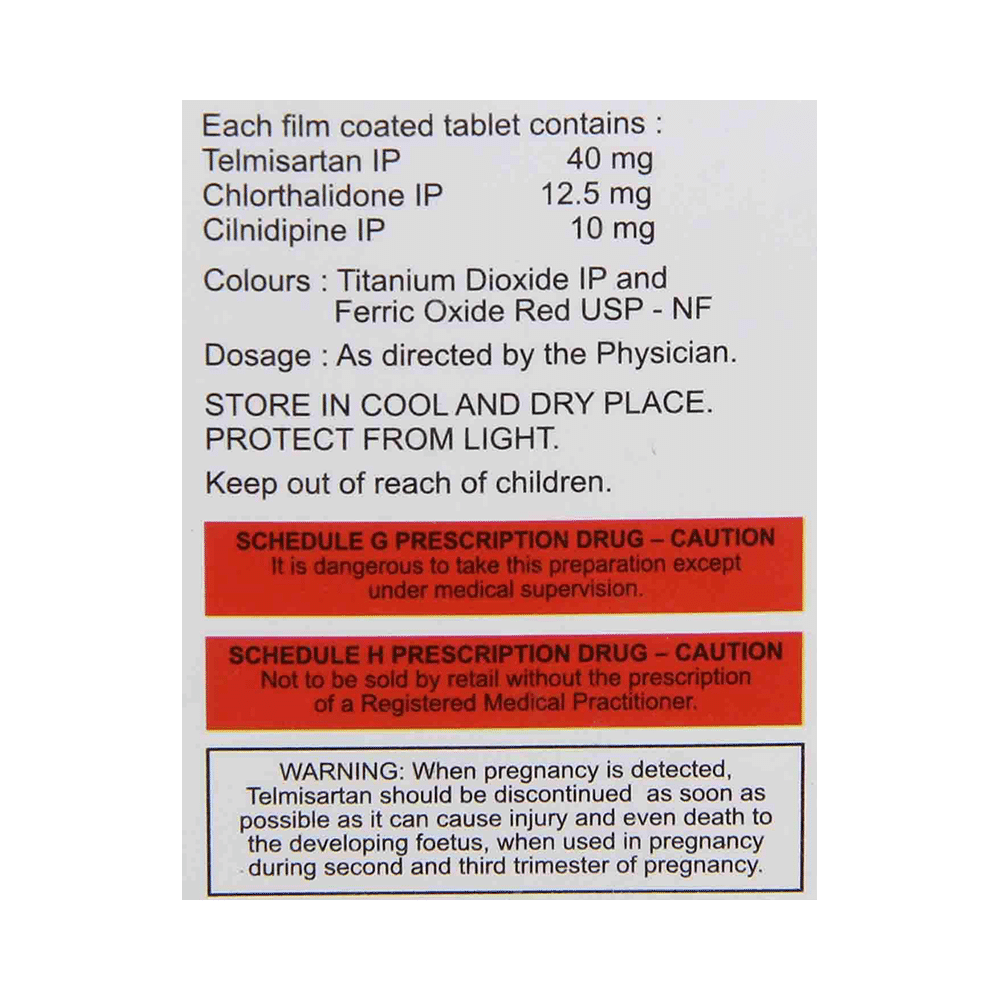 Each film coated tablet contains :
Telmisartan IP 40 mg
Chlorthalidone IP 12.5 mg
Cilnidipine IP 10 mg
Colours : Titanium Dioxide IP and
Ferric Oxide Red USP - NF
Dosage : As directed by the Physician.
STORE IN COOL AND DRY PLACE.
PROTECT FROM LIGHT.
Keep out of reach of children.
SCHEDULE G PRESCRIPTION DRUG – CAUTION
It is dangerous to take this preparation except
under medical supervision.
SCHEDULE H PRESCRIPTION DRUG – CAUTION
Not to be sold by retail without the prescription
of a Registered Medical Practitioner.
WARNING: When pregnancy is detected,
Telmisartan should be discontinued as soon as
possible as it can cause injury and even death to
the developing foetus, when used in pregnancy
during second and third trimester of pregnancy.